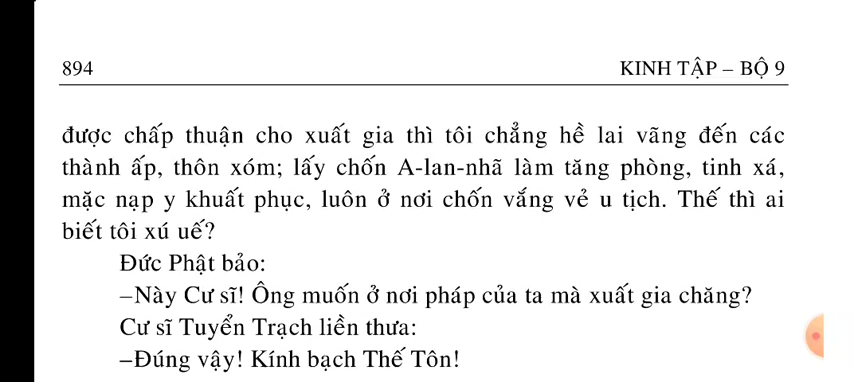 894
KINH TẬP – BỘ 9
được chấp thuận cho xuất gia thì tôi chẳng hề lai vãng đến các
thành ấp, thôn xóm; lấy chốn A-lan-nhã làm tăng phòng, tinh xá,
mặc nạp y khuất phục, luôn ở nơi chốn vắng vẻ u tịch. Thế thì ai
biết tôi xú uế?
Đức Phật bảo:
–Này Cư sĩ! Ông muốn ở nơi pháp của ta mà xuất gia chăng?
Cư sĩ Tuyển Trạch liền thưa:
–Đúng vậy! Kính bạch Thế Tôn!